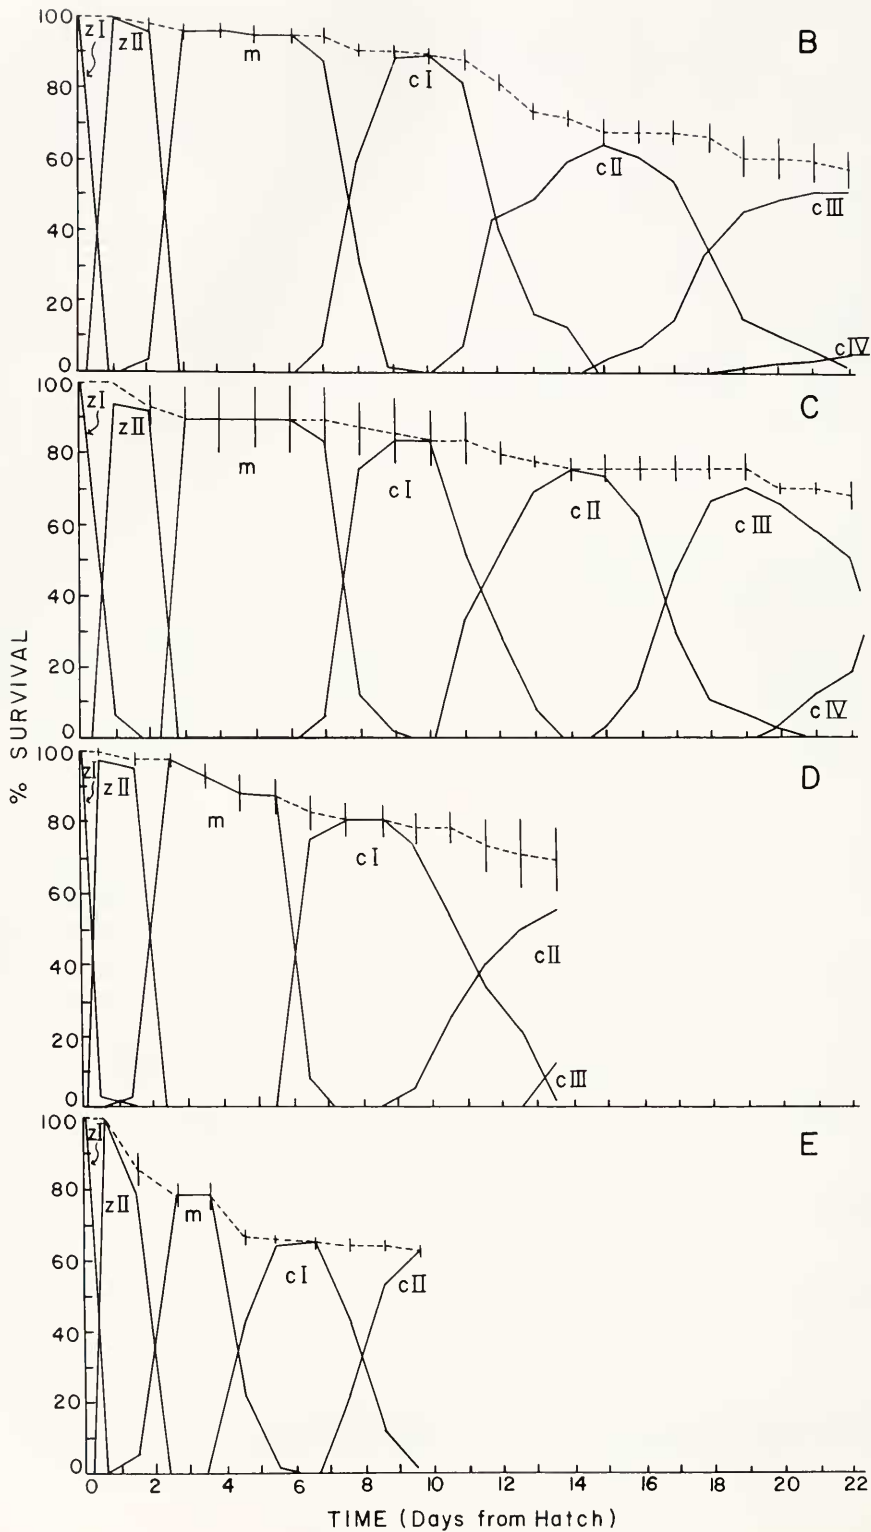 100
zI
zII
B
80
m
cI
60
cII
40
cIII
20
cIV
0
100
zI
zII
C
80
m
cI
cII
cIII
60
40
20
cIV
0
% SURVIVAL
100
zI
zII
D
80
m
cI
60
cII
40
20
cIII
0
100
zI
E
80
zII
m
60
cI
cII
40
20
0
0 2 4 6 8 10 12 14 16 18 20 22
TIME (Days from Hatch)